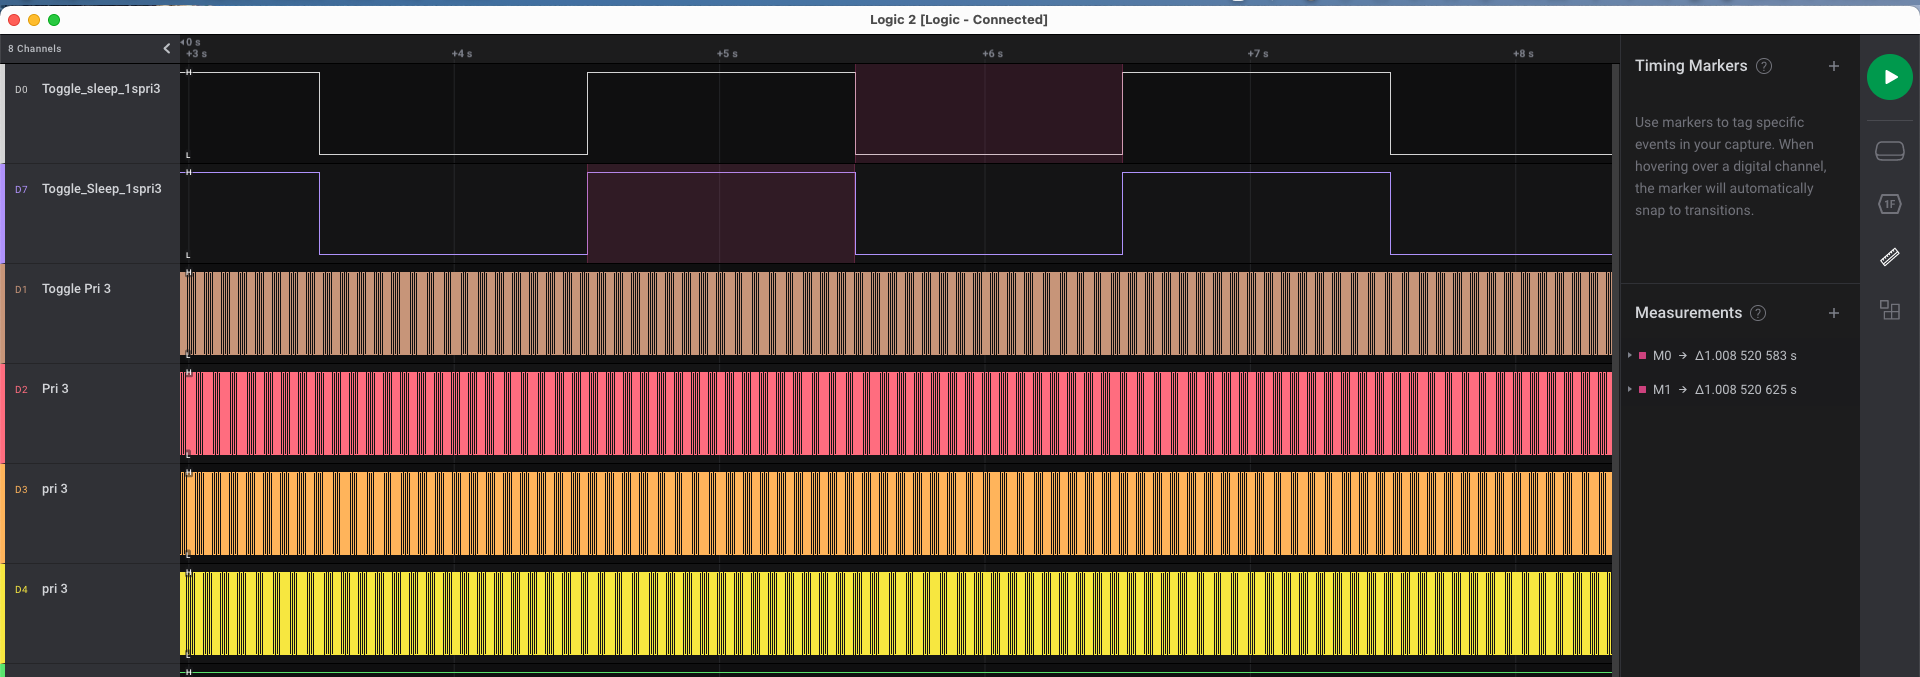 Logic 2 [Logic - Connected]
8 Channels
0 s
+3 s
+4 s
+5 s
+6 s
+7 s
+8 s
D0 Toggle_sleep_1spri3
H
L
D7 Toggle_Sleep_1spri3
H
L
D1 Toggle Pri 3
H
L
D2 Pri 3
H
L
D3 pri 3
H
L
D4 pri 3
H
L
H
Timing Markers ? +
Use markers to tag specific
events in your capture. When
hovering over a digital channel,
the marker will automatically
snap to transitions.
Measurements ? +
M0 → Δ1.008 520 583 s
M1 → Δ1.008 520 625 s
1F